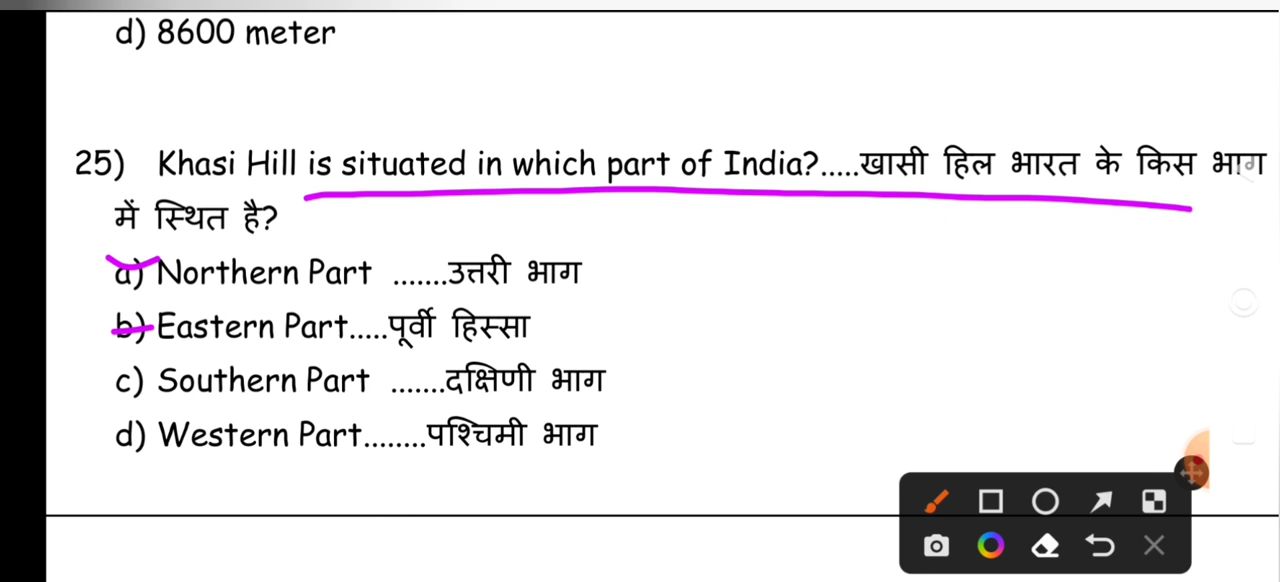 d) 8600 meter
25) Khasi Hill is situated in which part of India?.....खासी हिल भारत के किस भाग
में स्थित है?
a) Northern Part .......उत्तरी भाग
b) Eastern Part.....पूर्वी हिस्सा
c) Southern Part .......दक्षिणी भाग
d) Western Part........पश्चिमी भाग